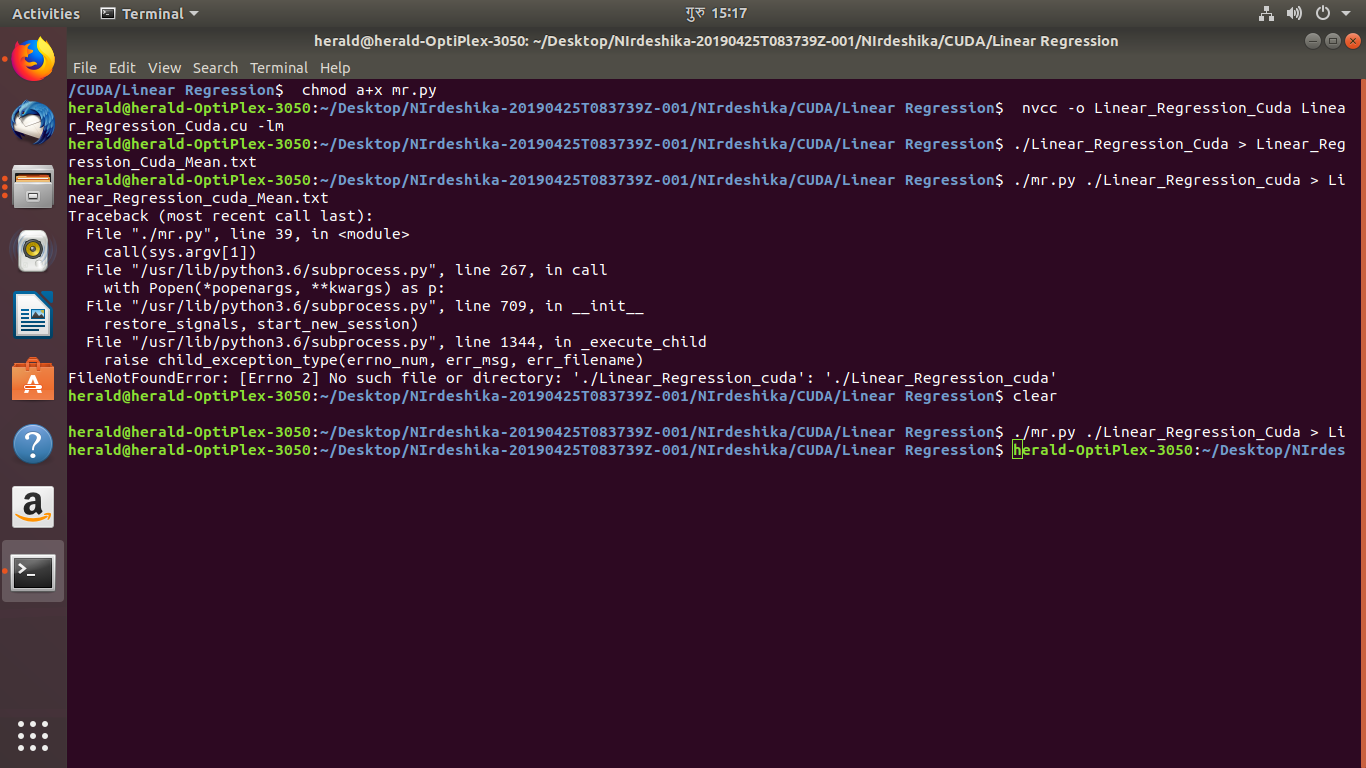 Activities
Terminal
गुरु 15:17
herald@herald-OptiPlex-3050: ~/Desktop/NIrdeshika-20190425T083739Z-001/NIrdeshika/CUDA/Linear Regression
File Edit View Search Terminal Help
/CUDA/Linear Regression$  chmod a+x mr.py
herald@herald-OptiPlex-3050:~/Desktop/NIrdeshika-20190425T083739Z-001/NIrdeshika/CUDA/Linear Regression$  nvcc -o Linear_Regression_Cuda Linea
r_Regression_Cuda.cu -lm
herald@herald-OptiPlex-3050:~/Desktop/NIrdeshika-20190425T083739Z-001/NIrdeshika/CUDA/Linear Regression$ ./Linear_Regression_Cuda > Linear_Reg
ression_Cuda_Mean.txt
herald@herald-OptiPlex-3050:~/Desktop/NIrdeshika-20190425T083739Z-001/NIrdeshika/CUDA/Linear Regression$ ./mr.py ./Linear_Regression_cuda > Li
near_Regression_cuda_Mean.txt
Traceback (most recent call last):
  File "./mr.py", line 39, in <module>
    call(sys.argv[1])
  File "/usr/lib/python3.6/subprocess.py", line 267, in call
    with Popen(*popenargs, **kwargs) as p:
  File "/usr/lib/python3.6/subprocess.py", line 709, in __init__
    restore_signals, start_new_session)
  File "/usr/lib/python3.6/subprocess.py", line 1344, in _execute_child
    raise child_exception_type(errno_num, err_msg, err_filename)
FileNotFoundError: [Errno 2] No such file or directory: './Linear_Regression_cuda': './Linear_Regression_cuda'
herald@herald-OptiPlex-3050:~/Desktop/NIrdeshika-20190425T083739Z-001/NIrdeshika/CUDA/Linear Regression$ clear
herald@herald-OptiPlex-3050:~/Desktop/NIrdeshika-20190425T083739Z-001/NIrdeshika/CUDA/Linear Regression$ ./mr.py ./Linear_Regression_Cuda > Li
herald@herald-OptiPlex-3050:~/Desktop/NIrdeshika-20190425T083739Z-001/NIrdeshika/CUDA/Linear Regression$ herald-OptiPlex-3050:~/Desktop/NIrdes